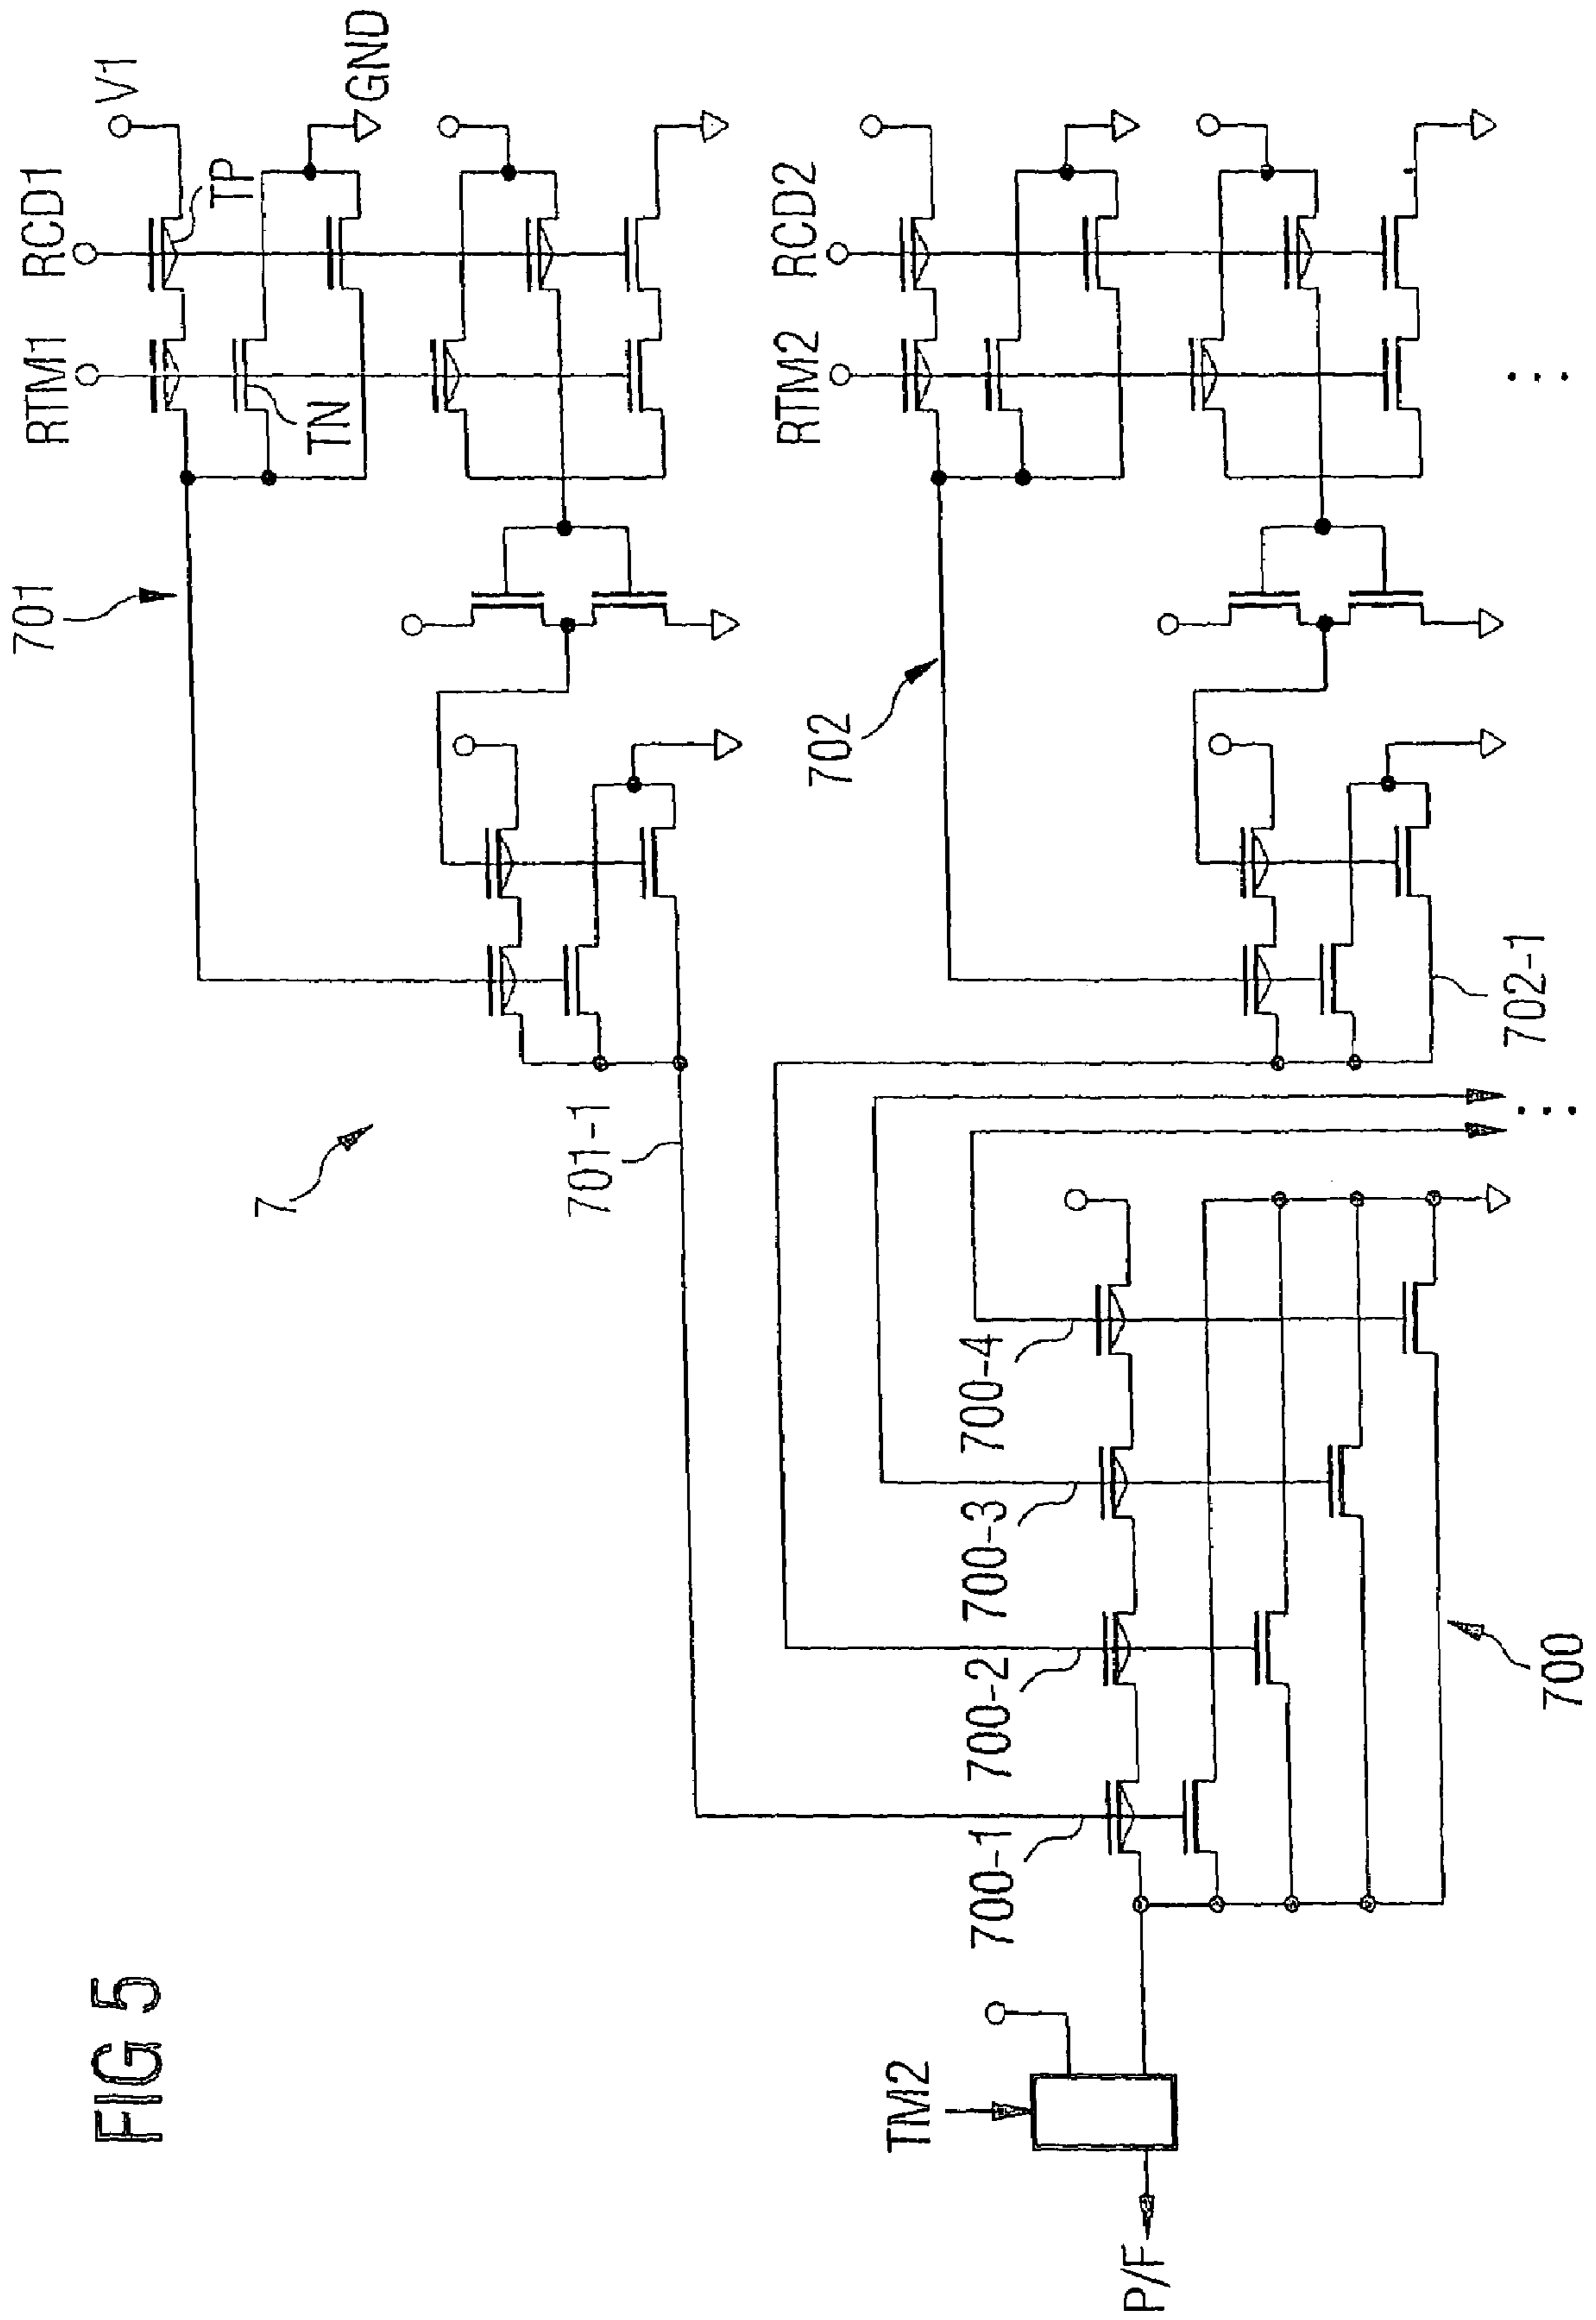 FIG 5
7
701
RTM1
RCD1
V1
TP
TN
GND
701-1
702
RTM2
RCD2
702-1
TM2
P/F
700-1
700-2
700-3
700-4
700